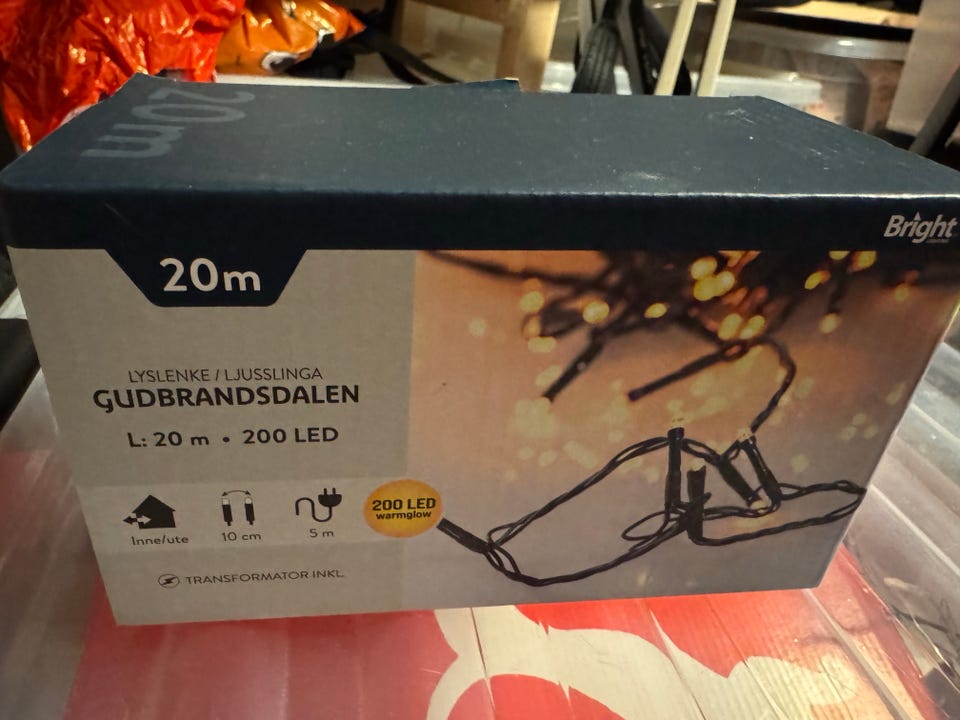 20m
Bright
20m
LYSLENKE / LJUSSLINGA
GUDBRANDSDALEN
L: 20 m • 200 LED
200 LED
warmglow
Inne/ute
10 cm
5 m
TRANSFORMATOR INKL.